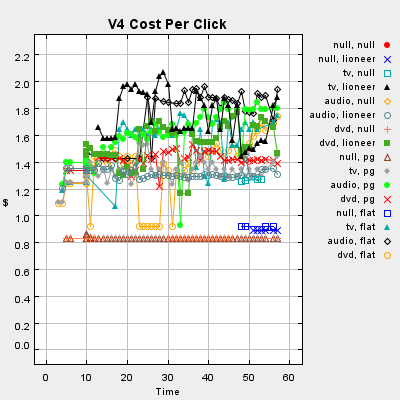 V4 Cost Per Click
2.2
2.0
1.8
1.6
1.4
1.2
1.0
0.8
0.6
0.4
0.2
0.0
$
0
10
20
30
40
50
60
Time
null, null
null, lioneer
tv, null
tv, lioneer
audio, null
audio, lioneer
dvd, null
dvd, lioneer
null, pg
tv, pg
audio, pg
dvd, pg
null, flat
tv, flat
audio, flat
dvd, flat